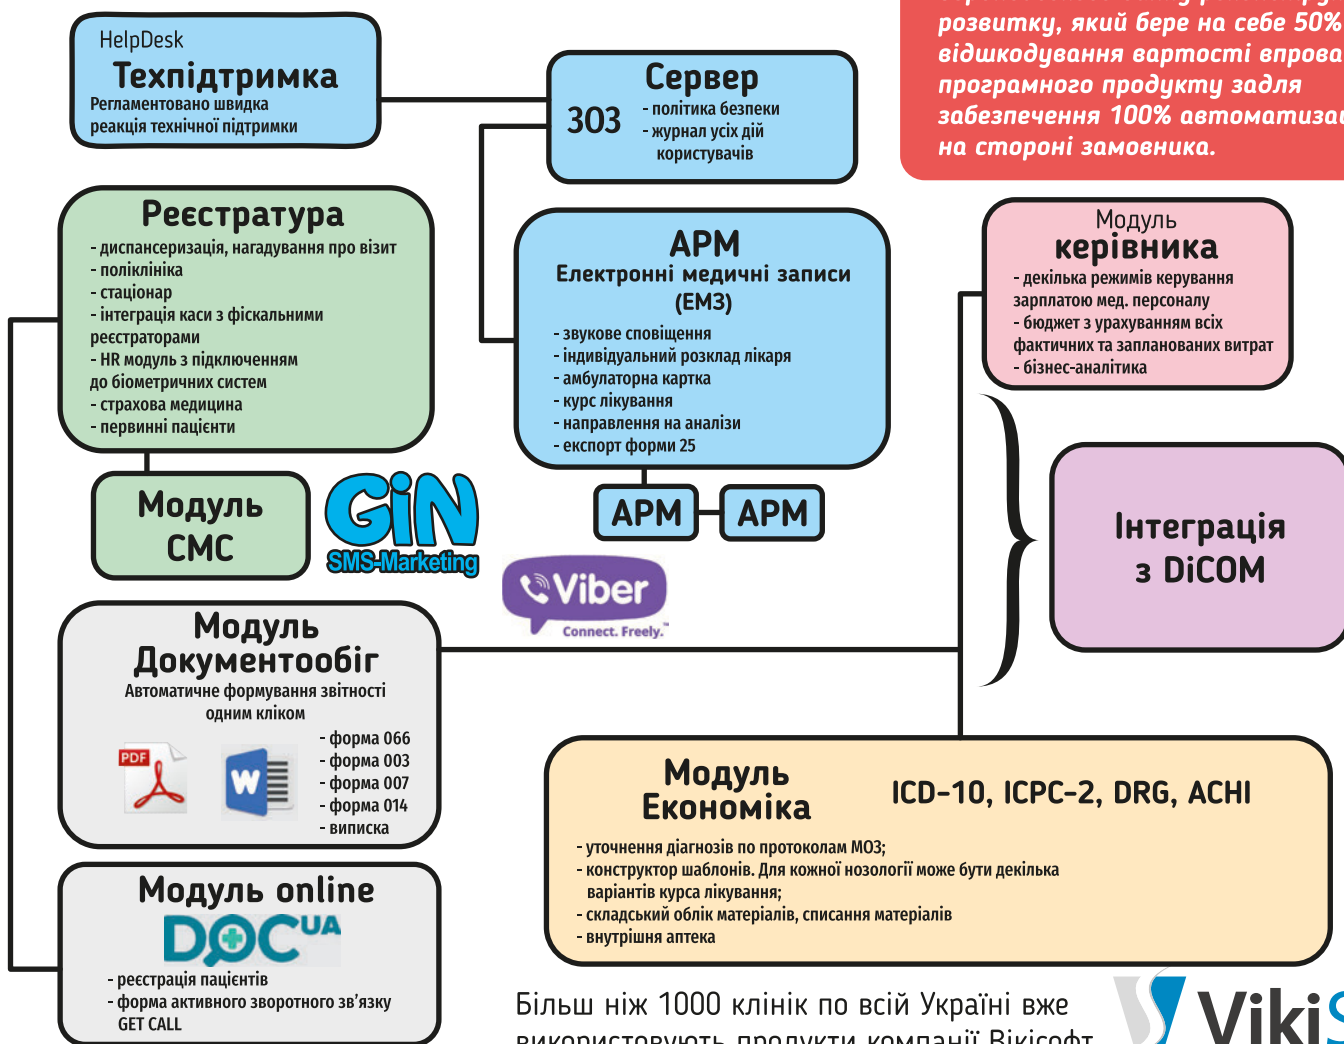 HelpDesk
Техпідтримка
Регламентовано швидка
реакція технічної підтримки
Сервер
ЗОЗ
- політика безпеки
- журнал усіх дій
користувачів
розвитку, який бере на себе 50%
відшкодування вартості
програмного продукту задля
забезпечення 100%
на стороні замовника.
Реєстратура
- диспансеризація, нагадування про візит
- поліклініка
- стаціонар
- інтеграція каси з фіскальними
реєстраторами
- HR модуль з підключенням
до біометричних систем
- страхова медицина
- первинні пацієнти
АРМ
Електронні медичні записи
(ЕМЗ)
- звукове сповіщення
- індивідуальний розклад лікаря
- амбулаторна картка
- курс лікування
- направлення на аналізи
- експорт форми 25
Модуль
керівника
- декілька режимів керування
зарплатою мед. персоналу
- бюджет з урахуванням всіх
фактичних та запланованих витрат
- бізнес-аналітика
Модуль
СМС
GiN
SMS-Marketing
АРМ
АРМ
Viber
Connect. Freely.™
Інтеграція
з DiCOM
Модуль
Документообіг
Автоматичне формування звітності
одним кліком
PDF
W
- форма 066
- форма 003
- форма 007
- форма 014
- виписка
Модуль
Економіка
ICD-10, ICPC-2, DRG, ACHI
- уточнення діагнозів по протоколам МОЗ;
- конструктор шаблонів. Для кожної нозології може бути декілька
варіантів курса лікування;
- складський облік матеріалів, списання матеріалів
- внутрішня аптека
Модуль online
DOC UA
- реєстрація пацієнтів
- форма активного зворотного зв'язку
GET CALL
Більш ніж 1000 клінік по всій Україні вже
використовують продукти компанії Вікісофт
VikiS